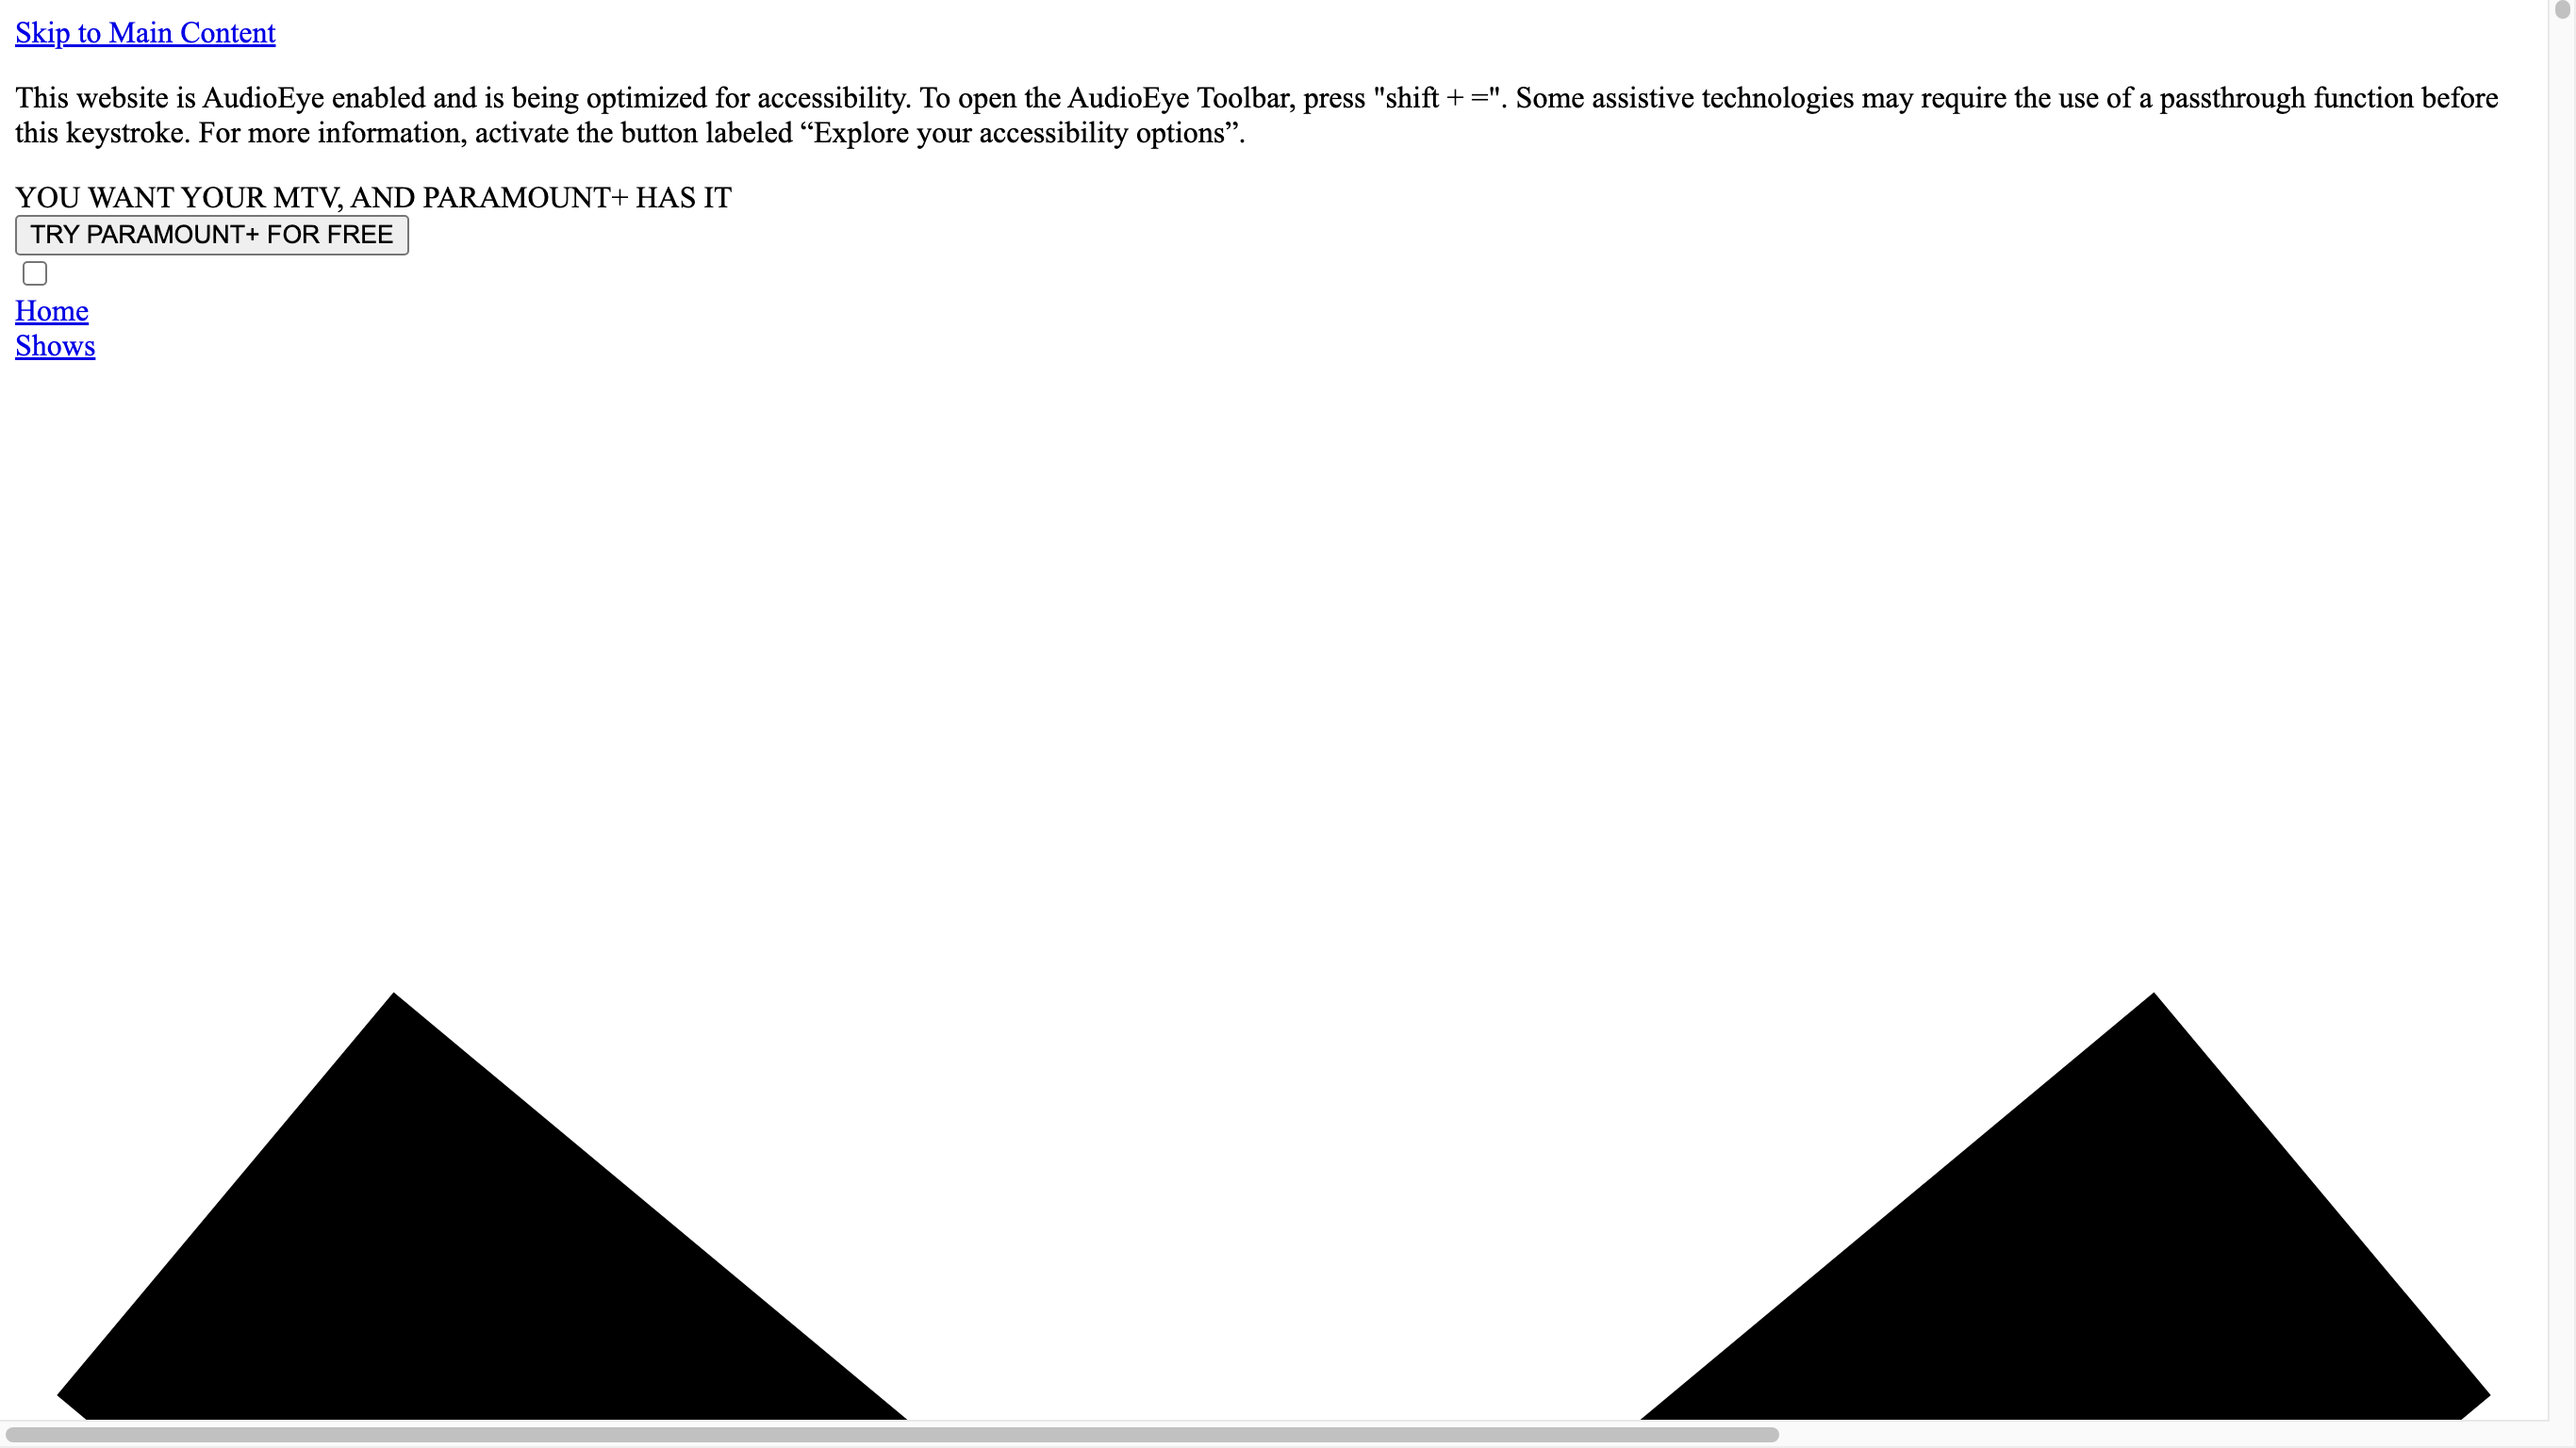 Skip to Main Content
This website is AudioEye enabled and is being optimized for accessibility. To open the AudioEye Toolbar, press "shift + =". Some assistive technologies may require the use of a passthrough function before
this keystroke. For more information, activate the button labeled “Explore your accessibility options”.
YOU WANT YOUR MTV, AND PARAMOUNT+ HAS IT
TRY PARAMOUNT+ FOR FREE
Home
Shows